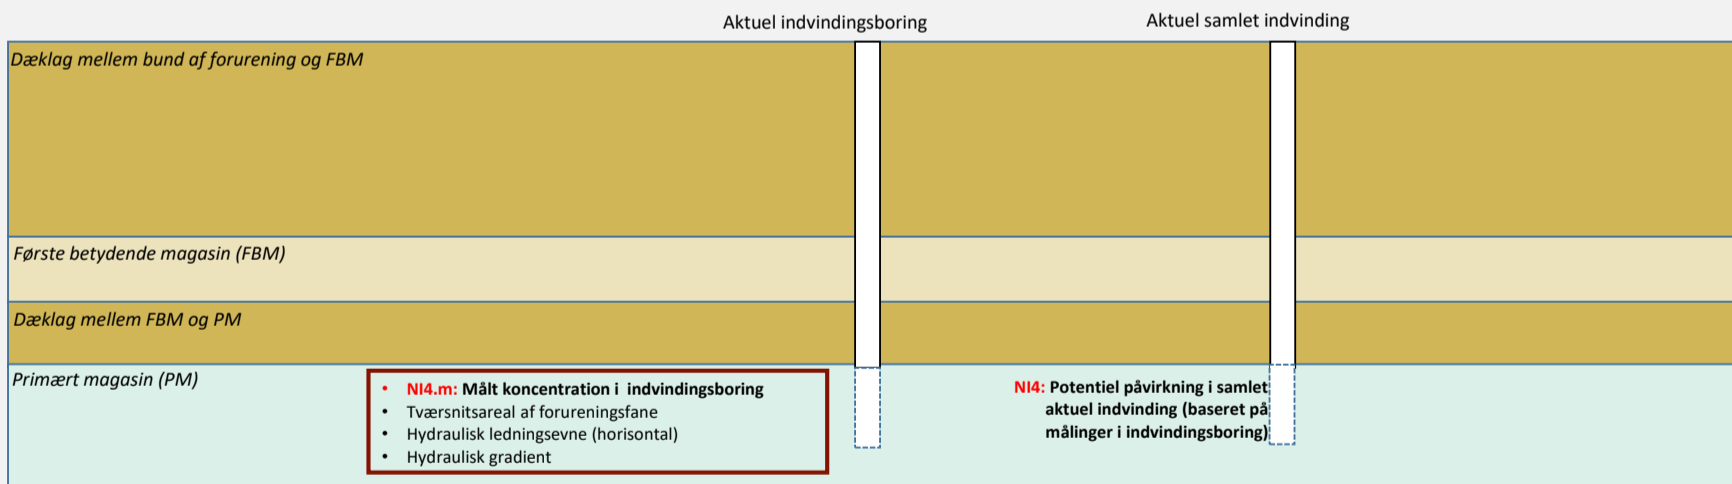 Aktuel indvindingsboring
Aktuel samlet indvinding
Dæklag mellem bund af forurening og FBM
Første betydende magasin (FBM)
Dæklag mellem FBM og PM
Primært magasin (PM)
• NI4.m: Målt koncentration i indvindingsboring
• Tværsnitsareal af forureningsfane
• Hydraulisk ledningsevne (horisontal)
• Hydraulisk gradient
NI4: Potentiel påvirkning i samlet
aktuel indvinding (baseret på
målinger i indvindingsboring)